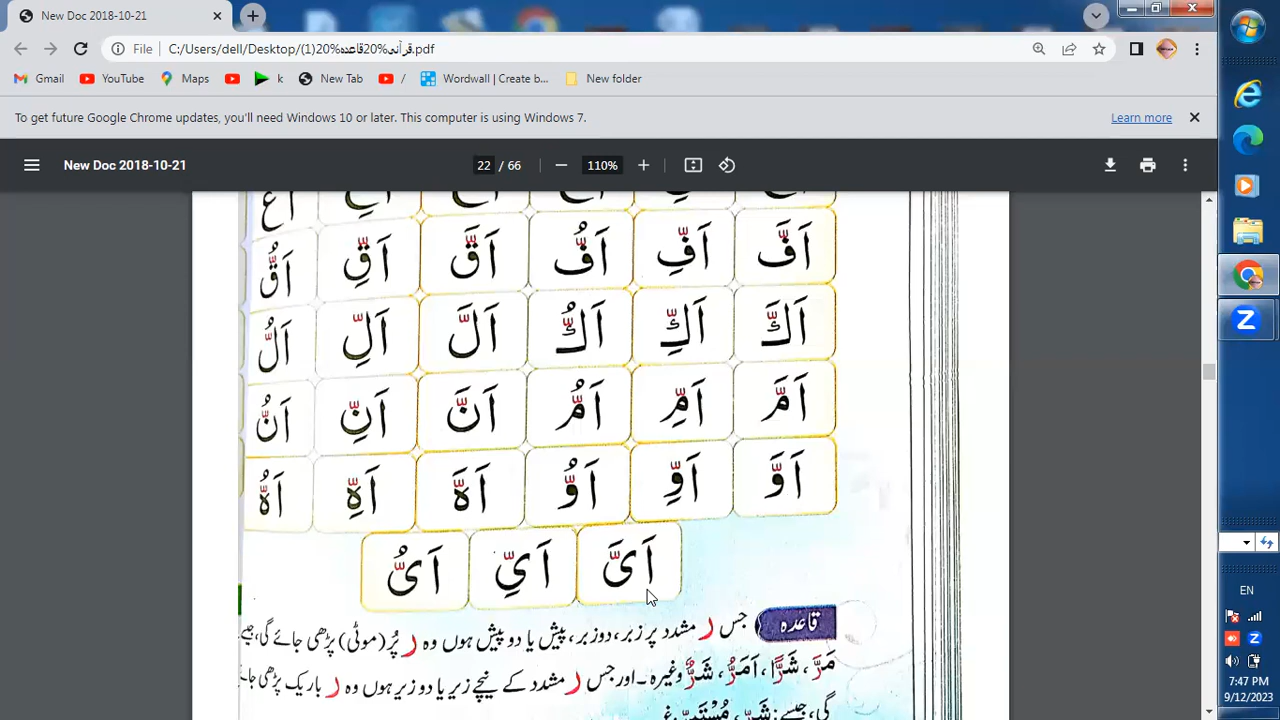 New Doc 2018-10-21
File C:/Users/dell/Desktop/(1)20%قرآنی20%قاعدہ.pdf
Gmail YouTube Maps k New Tab / Wordwall | Create b... New folder
To get future Google Chrome updates, you'll need Windows 10 or later. This computer is using Windows 7. Learn more
New Doc 2018-10-21 22 / 66 110%
اَفَّ اَفِّ اَفُّ اَقَّ اَقِّ اَقُّ
اَكَّ اَكِّ اَكُّ اَلَّ اَلِّ اَلُّ
اَمَّ اَمِّ اَمُّ اَنَّ اَنِّ اَنُّ
اَوَّ اَوِّ اَوُّ اَهَّ اَهِّ اَهُّ
اَیَّ اَیِّ اَیُّ
قاعدہ جس ر مشدد پر زبر، دوزبر، پیش یا دو پیش ہوں وہ ر پُر (موٹی) پڑھی جائے گی، جیسے
مَرَّ، شَرًّا، اَمَرُّ، شَرٌّ وغیرہ۔ اور جس ر مشدد کے نیچے زیر یا دو زیر ہوں وہ ر باریک پڑھی جا
گی، جیسے: شَرِّ،
EN
7:47 PM
9/12/2023